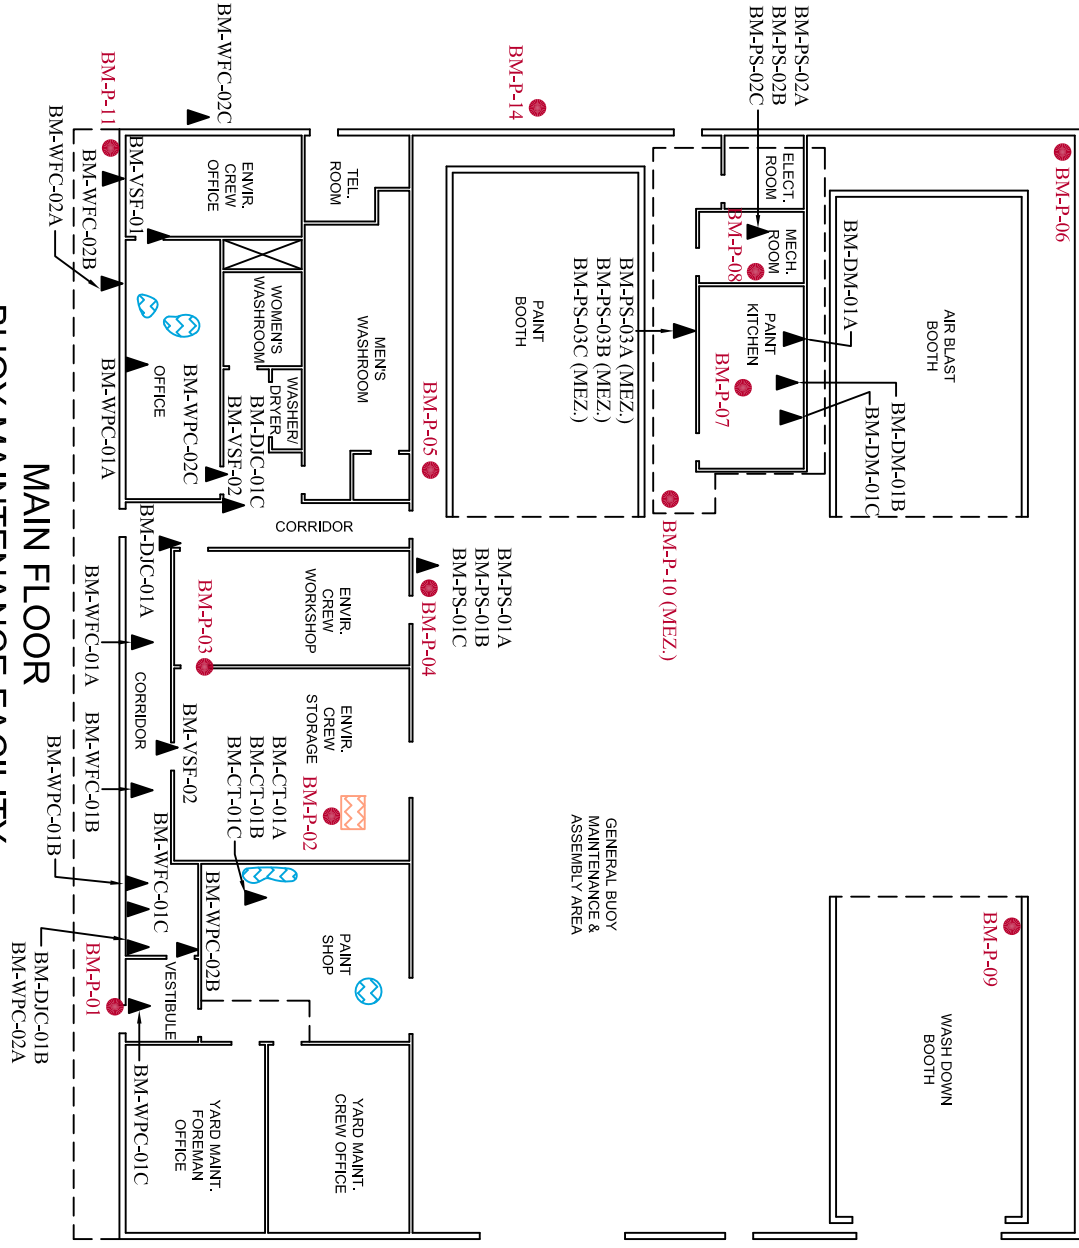 BM-WFC-02C
BM-P-11
BM-WFC-02A
BM-WFC-02B
BM-VSF-01
ENVIR.
CREW
OFFICE
TEL.
ROOM
BM-P-14
BM-PS-02A
BM-PS-02B
BM-PS-02C
ELECT.
ROOM
MECH.
ROOM
BM-P-08
BM-P-06
BM-DM-01A
AIR BLAST
BOOTH
BM-PS-03A (MEZ.)
BM-PS-03B (MEZ.)
BM-PS-03C (MEZ.)
PAINT
KITCHEN
BM-P-07
BM-DM-01B
BM-DM-01C
PAINT
BOOTH
WOMEN'S
WASHROOM
MEN'S
WASHROOM
WASHER/
DRYER
BM-P-05
OFFICE
BM-WPC-01A
BM-WPC-02C
BM-DJC-01C
BM-VSF-02
CORRIDOR
BM-P-10 (MEZ.)
BM-PS-01A
BM-PS-01B
BM-PS-01C
BM-P-04
BM-DJC-01A
BM-WFC-01A
BM-P-03
ENVIR.
CREW
WORKSHOP
CORRIDOR
BM-WFC-01B
BM-VSF-02
ENVIR.
CREW
STORAGE
BM-CT-01A
BM-CT-01B
BM-CT-01C
BM-P-02
BM-WPC-01B
BM-WFC-01C
BM-WPC-02B
GENERAL BUOY
MAINTENANCE &
ASSEMBLY AREA
PAINT
SHOP
BM-P-09
BM-P-01
VESTIBULE
BM-DJC-01B
BM-WPC-02A
BM-WPC-01C
YARD MAINT.
FOREMAN
OFFICE
YARD MAINT.
CREW OFFICE
WASH DOWN
BOOTH
MAIN FLOOR
BUOY MAINTENANCE FACILITY